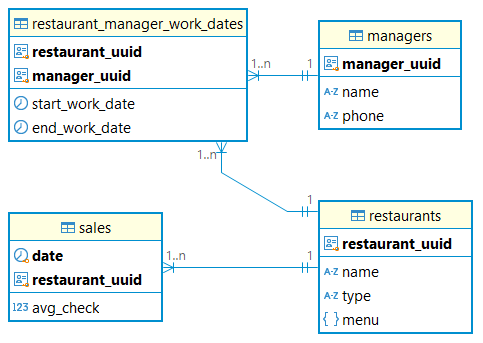 restaurant_manager_work_dates
restaurant_uuid
manager_uuid
start_work_date
end_work_date
1..n
1
managers
manager_uuid
A-Z name
A-Z phone
1..n
1
sales
date
restaurant_uuid
123 avg_check
1..n
1
restaurants
restaurant_uuid
A-Z name
A-Z type
{ } menu